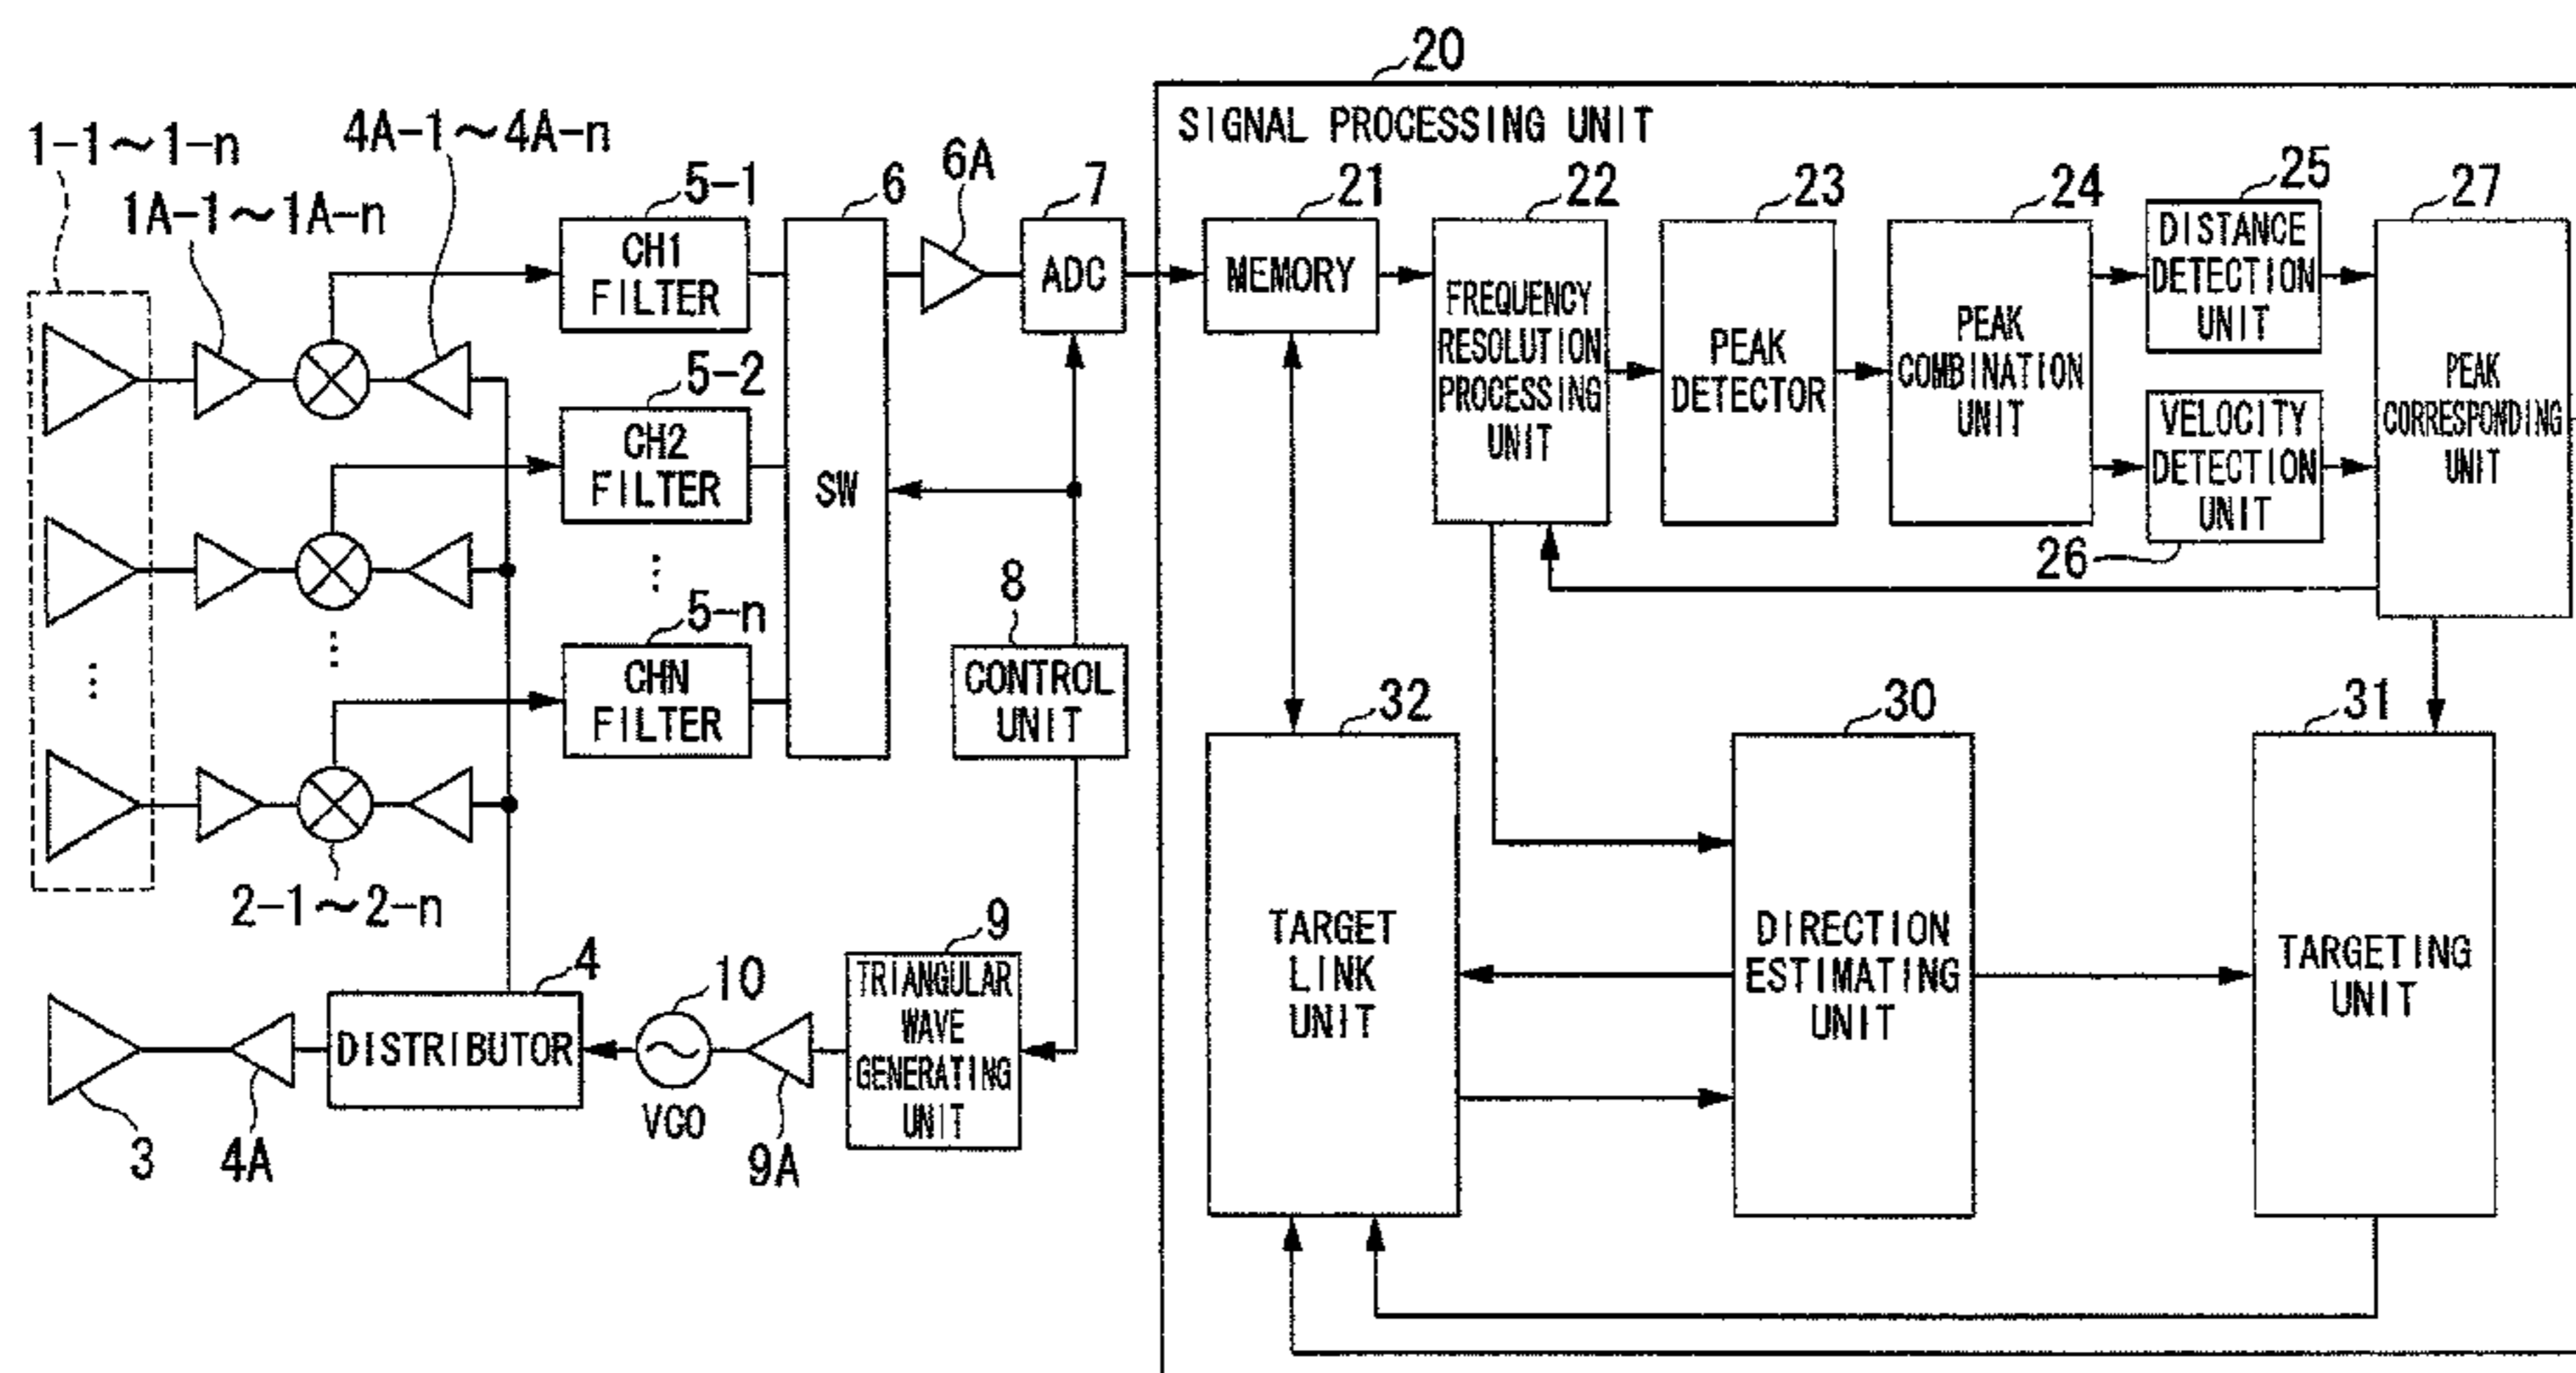 20
SIGNAL PROCESSING UNIT
1-1～1-n
4A-1～4A-n
1A-1～1A-n
5-1
6
6A
7
21
22
23
24
25
27
CH1
FILTER
ADC
MEMORY
FREQUENCY
RESOLUTION
PROCESSING
UNIT
PEAK
DETECTOR
PEAK
COMBINATION
UNIT
DISTANCE
DETECTION
UNIT
VELOCITY
DETECTION
UNIT
26
PEAK
CORRESPONDING
UNIT
5-2
CH2
FILTER
SW
...
5-n
CHN
FILTER
8
CONTROL
UNIT
...
...
2-1～2-n
32
TARGET
LINK
UNIT
30
DIRECTION
ESTIMATING
UNIT
31
TARGETING
UNIT
4
DISTRIBUTOR
10
VCO
9
TRIANGULAR
WAVE
GENERATING
UNIT
9A
3
4A